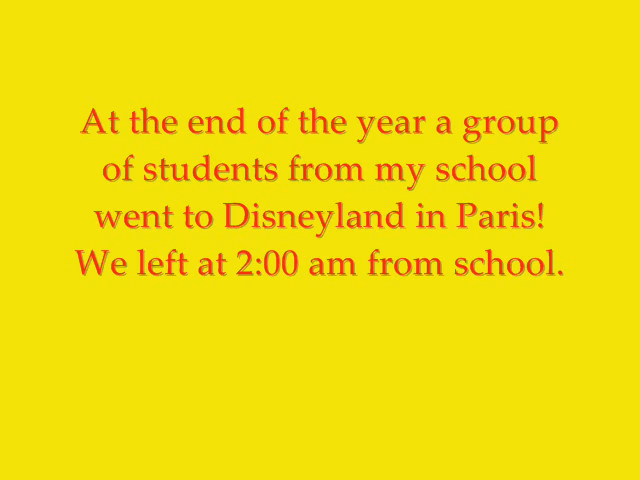 At the end of the year a group
of students from my school
went to Disneyland in Paris!
We left at 2:00 am from school.